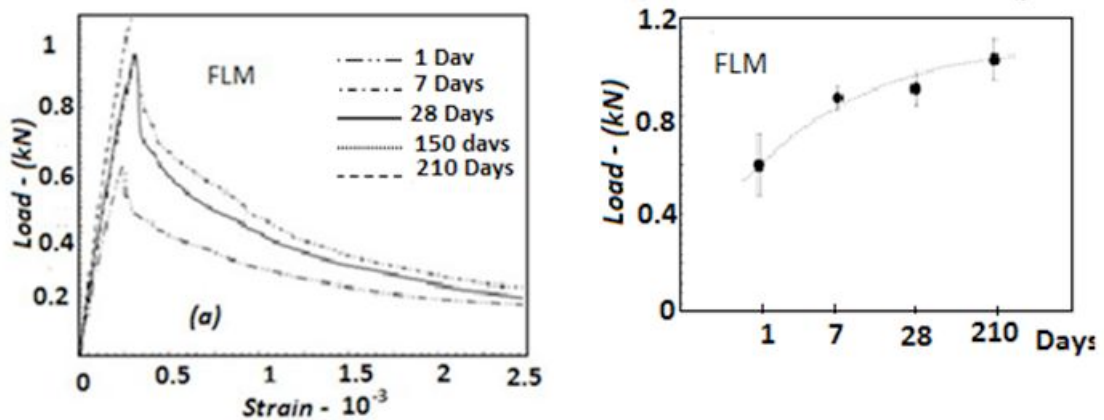 1
0.8
0.6
0.4
0.2
Load - (kN)
FLM
1 Dav
7 Days
28 Days
150 davs
210 Days
(a)
0 0.5 1 1.5 2 2.5
Strain - 10-3
1.2
0.8
0.4
0
Load - (kN)
FLM
1 7 28 210 Days